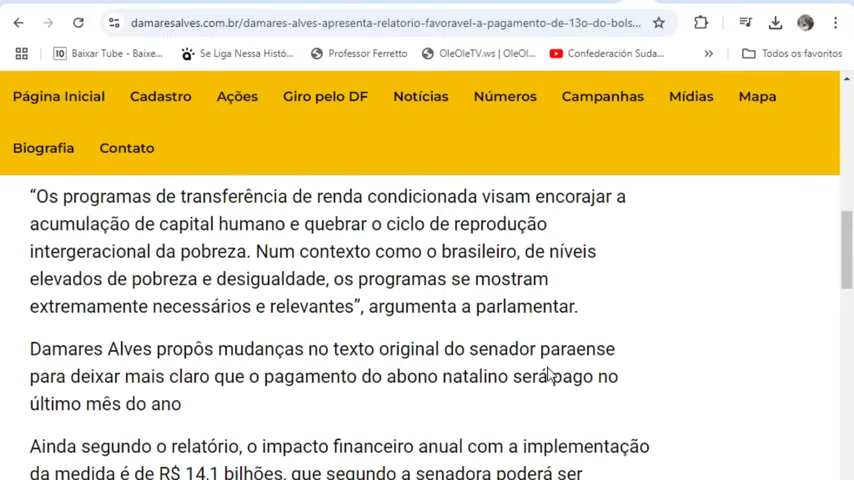 damaresalves.com.br/damares-alves-apresenta-relatorio-favoravel-a-pagamento-de-13o-do-bols...
10 Baixar Tube - Baixe... Se Liga Nessa Histó... Professor Ferretto OleOleTV.ws | OleOl... Confederación Suda... » Todos os favoritos
Página Inicial Cadastro Ações Giro pelo DF Notícias Números Campanhas Mídias Mapa
Biografia Contato
“Os programas de transferência de renda condicionada visam encorajar a
acumulação de capital humano e quebrar o ciclo de reprodução
intergeracional da pobreza. Num contexto como o brasileiro, de níveis
elevados de pobreza e desigualdade, os programas se mostram
extremamente necessários e relevantes”, argumenta a parlamentar.
Damares Alves propôs mudanças no texto original do senador paraense
para deixar mais claro que o pagamento do abono natalino será pago no
último mês do ano
Ainda segundo o relatório, o impacto financeiro anual com a implementação
da medida é de R$ 14,1 bilhões, que segundo a senadora poderá ser